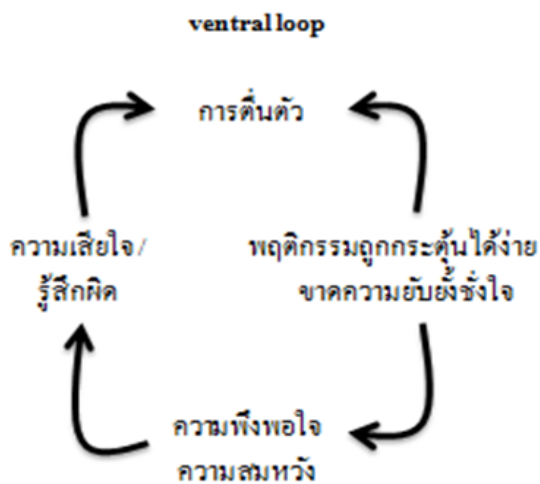 ventral loop
การตื่นตัว
ความเสียใจ/
รู้สึกผิด
พฤติกรรมถูกกระตุ้นได้ง่าย
ขาดความยับยั้งชั่งใจ
ความพึงพอใจ
ความสมหวัง